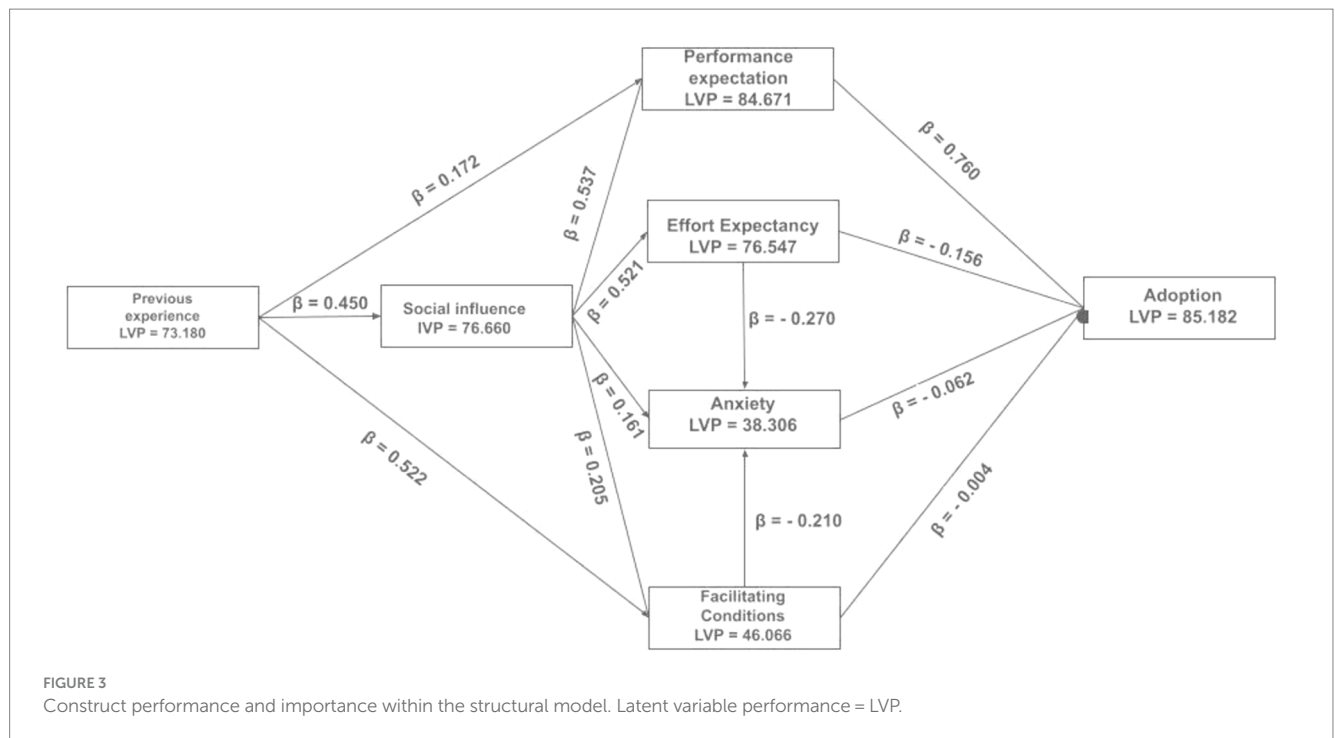 Performance
expectation
LVP = 84.671
β = 0.760
β = 0.172
β = 0.537
Effort Expectancy
LVP = 76.547
β = - 0.156
β = 0.521
Previous
experience
LVP = 73.180
β = 0.450
Social influence
IVP = 76.660
β = - 0.270
Adoption
LVP = 85.182
Anxiety
LVP = 38.306
β = 0.161
β = - 0.062
β = 0.522
β = 0.205
β = - 0.210
β = - 0.004
Facilitating
Conditions
LVP = 46.066
FIGURE 3
Construct performance and importance within the structural model. Latent variable performance = LVP.